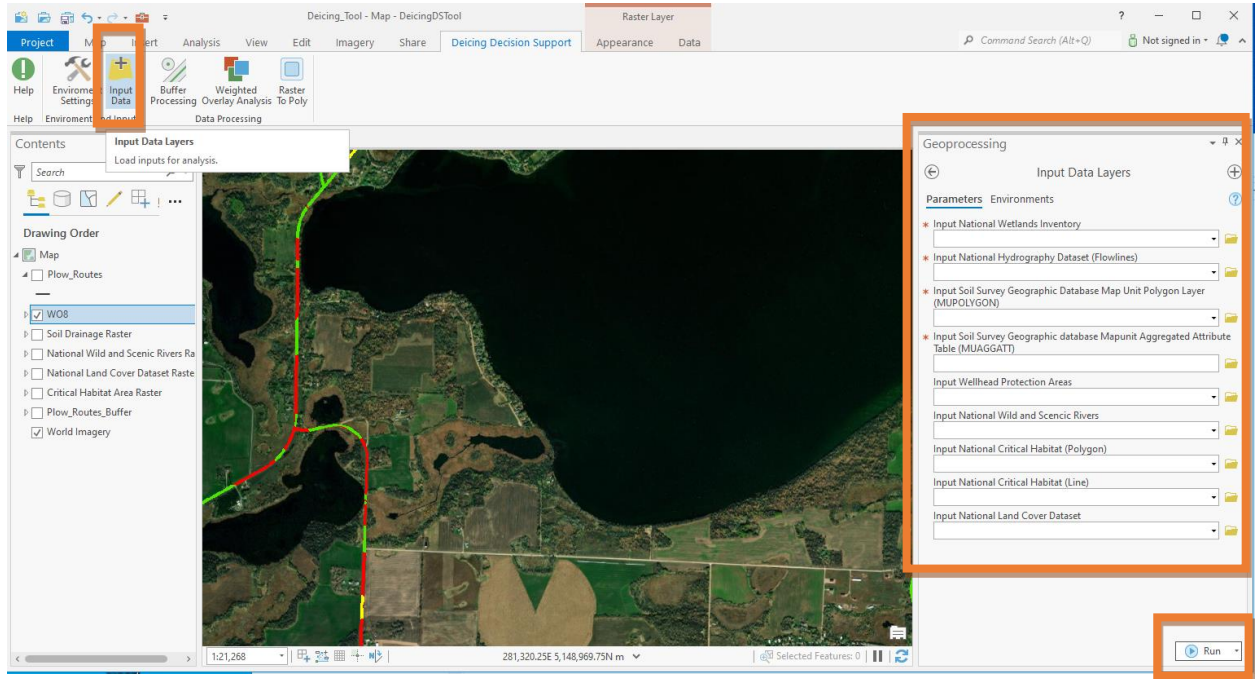 Deicing_Tool - Map - DeicingDSTool
Raster Layer
?
Project Map Insert Analysis View Edit Imagery Share Deicing Decision Support Appearance Data
Command Search (Alt+Q)
Not signed in
Help
Enviroment Settings
Input Data
Buffer Processing
Weighted Overlay Analysis
Raster To Poly
Help Enviroment and Input Data Processing
Input Data Layers
Load inputs for analysis.
Contents
Search
Drawing Order
Map
Plow_Routes
WO8
Soil Drainage Raster
National Wild and Scenic Rivers Ra
National Land Cover Dataset Raste
Critical Habitat Area Raster
Plow_Routes_Buffer
World Imagery
1:21,268
281,320.25E 5,148,969.75N m
Selected Features: 0
Geoprocessing
Input Data Layers
Parameters Environments
* Input National Wetlands Inventory
* Input National Hydrography Dataset (Flowlines)
* Input Soil Survey Geographic Database Map Unit Polygon Layer
(MUPOLYGON)
* Input Soil Survey Geographic database Mapunit Aggregated Attribute
Table (MUAGGATT)
Input Wellhead Protection Areas
Input National Wild and Scencic Rivers
Input National Critical Habitat (Polygon)
Input National Critical Habitat (Line)
Input National Land Cover Dataset
Run